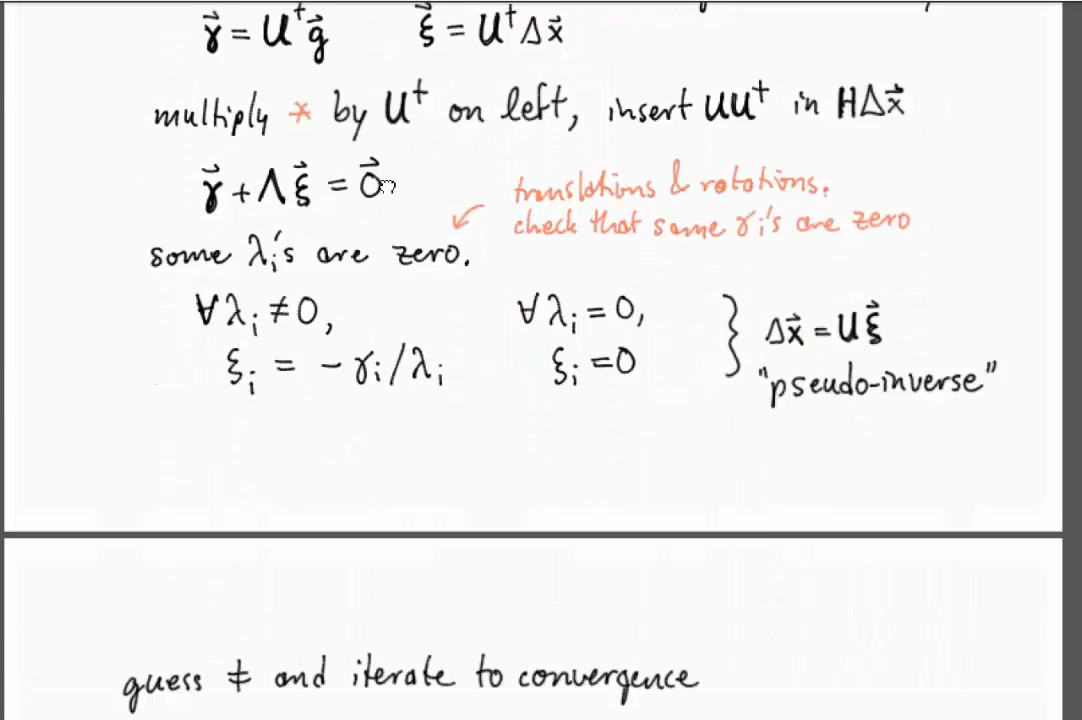 γ⃗ = U†g⃗   ξ⃗ = U†Δx⃗
multiply * by U† on left, insert UU† in HΔx⃗
γ⃗ + Λξ⃗ = 0⃗
translations & rotations.
check that same γi's are zero
some λi's are zero.
∀λi ≠ 0,   ∀λi = 0,
ξi = -γi/λi   ξi = 0
} Δx⃗ = Uξ⃗
"pseudo-inverse"
guess ≠ and iterate to convergence